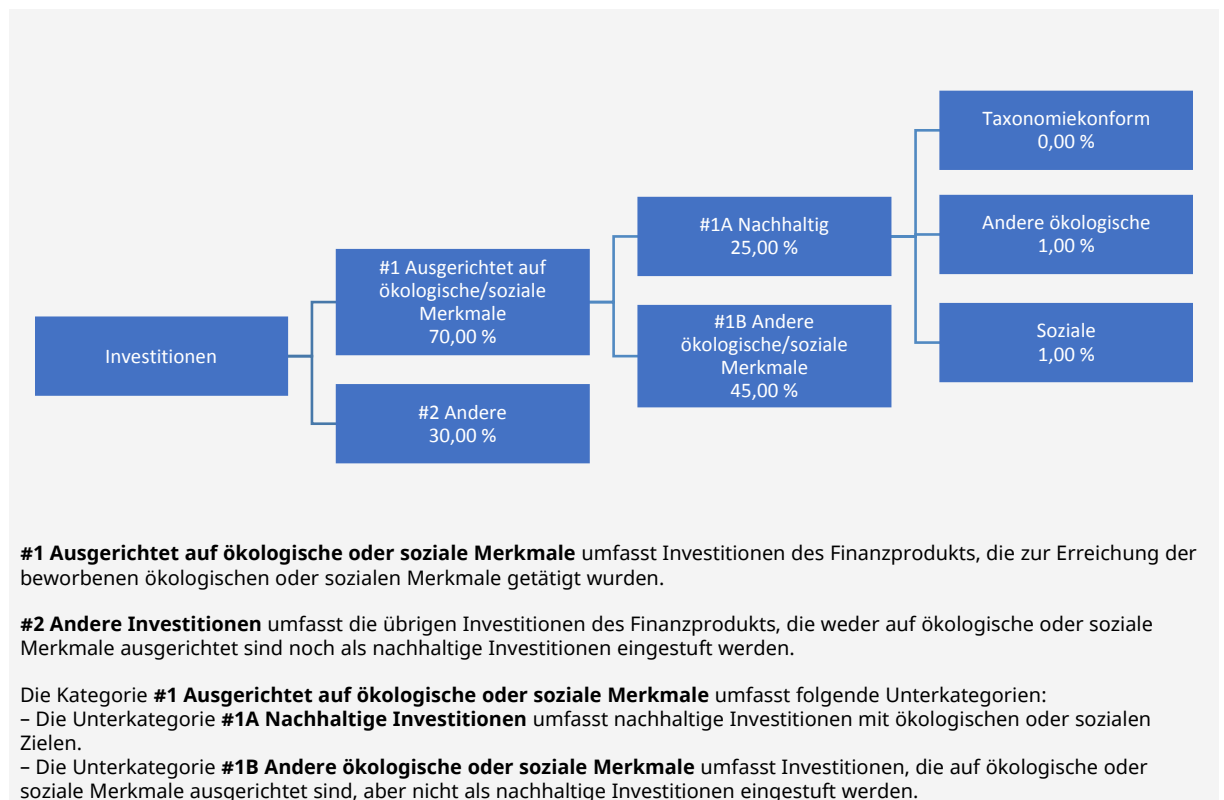 Investitionen
#1 Ausgerichtet auf
ökologische/soziale
Merkmale
70,00 %
#2 Andere
30,00 %
#1A Nachhaltig
25,00 %
#1B Andere
ökologische/soziale
Merkmale
45,00 %
Taxonomiekonform
0,00 %
Andere ökologische
1,00 %
Soziale
1,00 %
#1 Ausgerichtet auf ökologische oder soziale Merkmale umfasst Investitionen des Finanzprodukts, die zur Erreichung der
beworbenen ökologischen oder sozialen Merkmale getätigt wurden.
#2 Andere Investitionen umfasst die übrigen Investitionen des Finanzprodukts, die weder auf ökologische oder soziale
Merkmale ausgerichtet sind noch als nachhaltige Investitionen eingestuft werden.
Die Kategorie #1 Ausgerichtet auf ökologische oder soziale Merkmale umfasst folgende Unterkategorien:
– Die Unterkategorie #1A Nachhaltige Investitionen umfasst nachhaltige Investitionen mit ökologischen oder sozialen
Zielen.
– Die Unterkategorie #1B Andere ökologische oder soziale Merkmale umfasst Investitionen, die auf ökologische oder
soziale Merkmale ausgerichtet sind, aber nicht als nachhaltige Investitionen eingestuft werden.